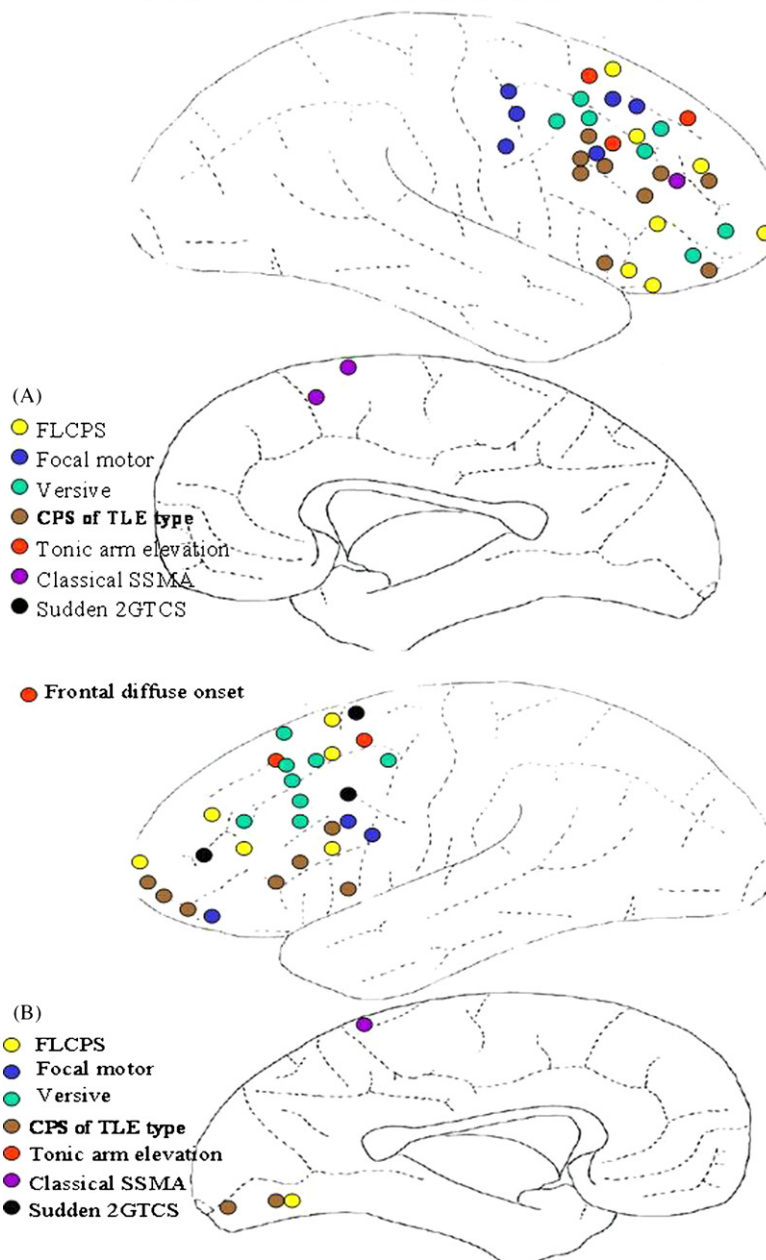 (A)
FLCPS
Focal motor
Versive
CPS of TLE type
Tonic arm elevation
Classical SSMA
Sudden 2GTCS
Frontal diffuse onset
(B)
FLCPS
Focal motor
Versive
CPS of TLE type
Tonic arm elevation
Classical SSMA
Sudden 2GTCS